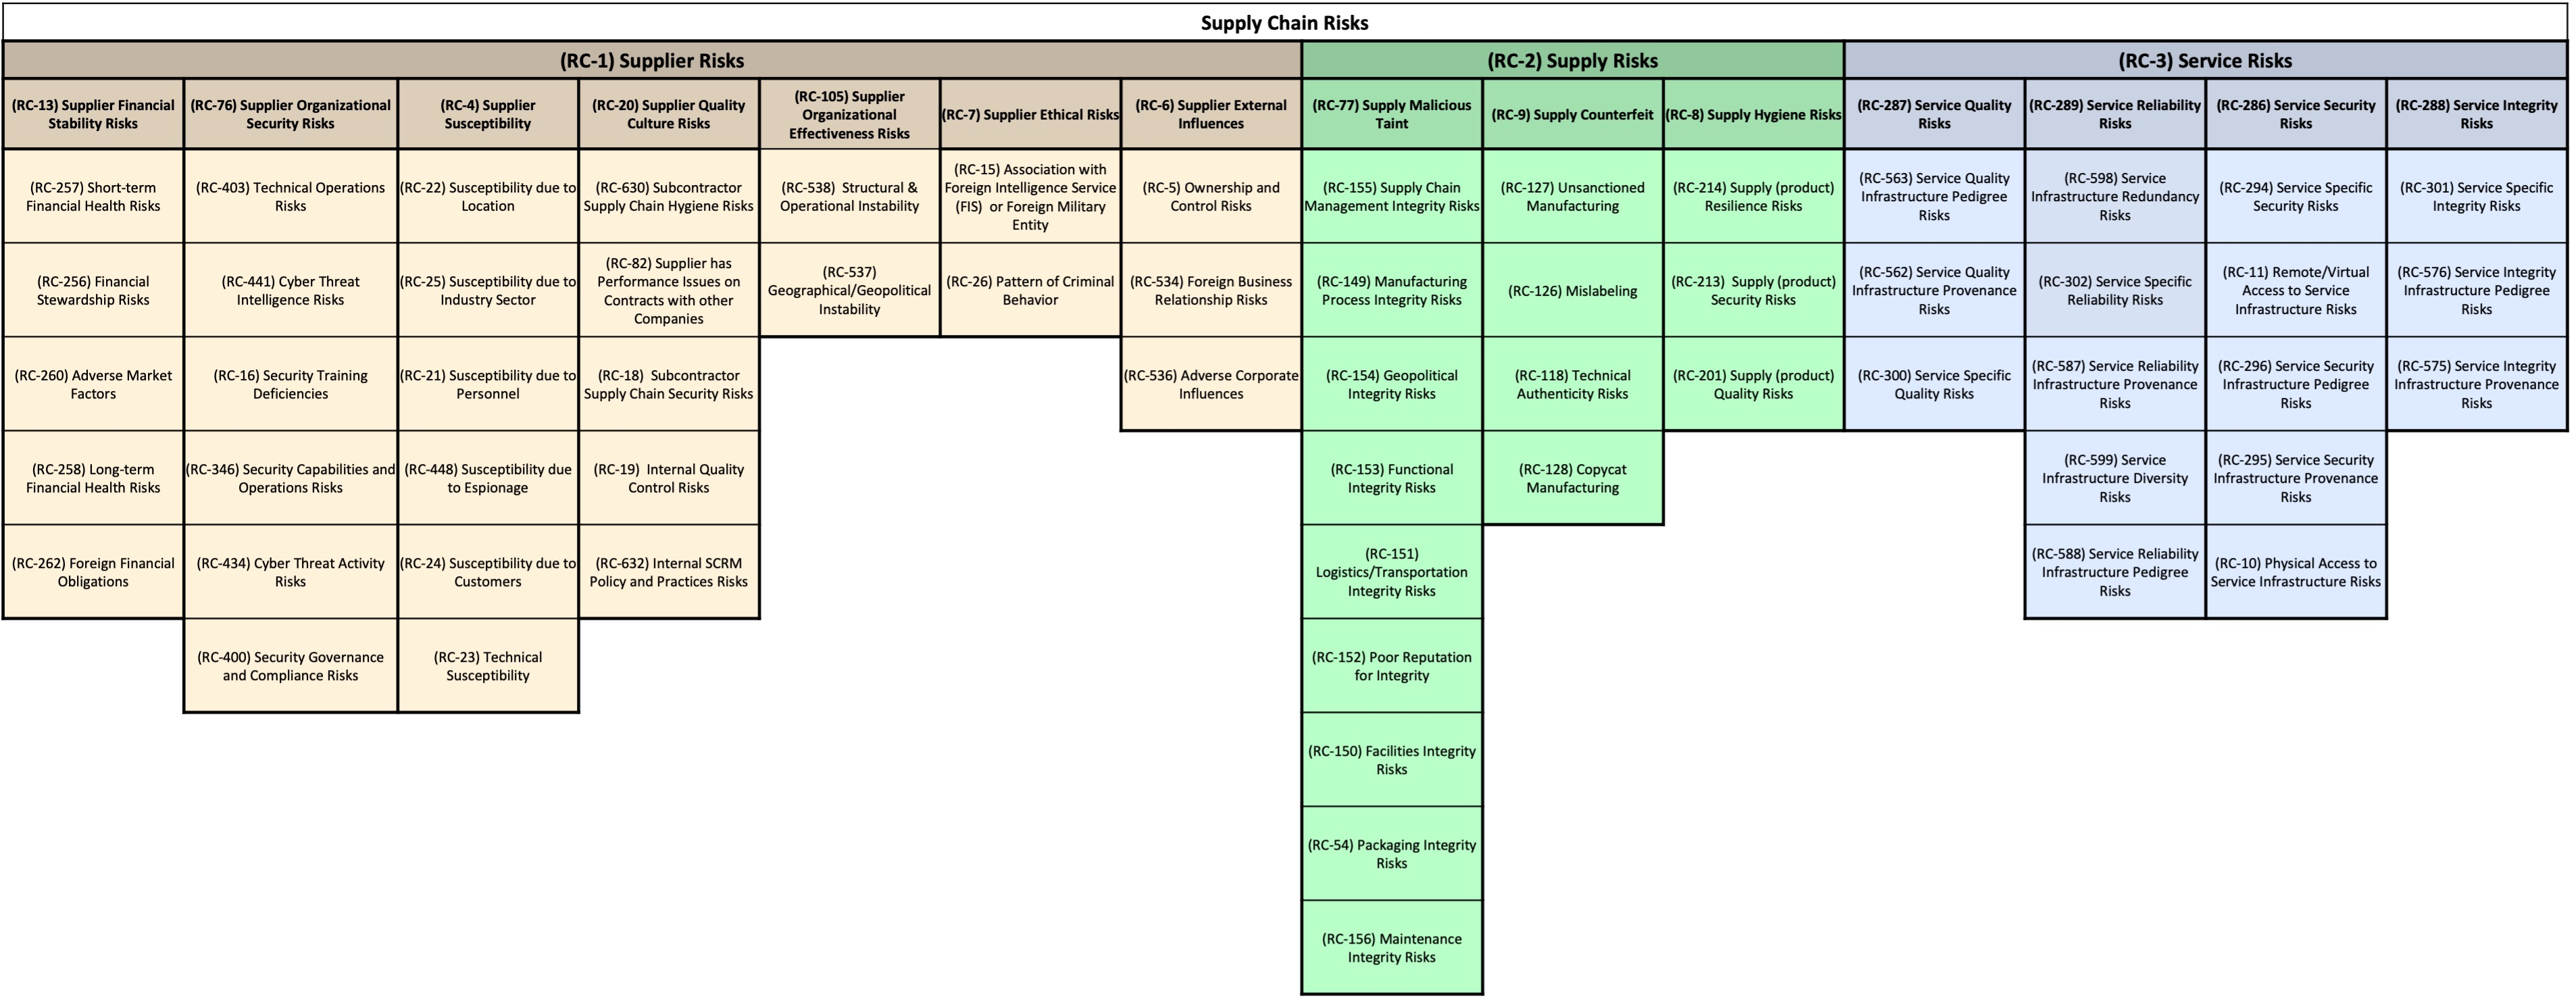 Supply Chain Risks
(RC-1) Supplier Risks
(RC-2) Supply Risks
(RC-3) Service Risks
(RC-13) Supplier Financial
Stability Risks
(RC-76) Supplier Organizational
Security Risks
(RC-4) Supplier
Susceptibility
(RC-20) Supplier Quality
Culture Risks
(RC-105) Supplier
Organizational
Effectiveness Risks
(RC-7) Supplier Ethical Risks
(RC-6) Supplier External
Influences
(RC-77) Supply Malicious
Taint
(RC-9) Supply Counterfeit
(RC-8) Supply Hygiene Risks
(RC-287) Service Quality
Risks
(RC-289) Service Reliability
Risks
(RC-286) Service Security
Risks
(RC-288) Service Integrity
Risks
(RC-257) Short-term
Financial Health Risks
(RC-403) Technical Operations
Risks
(RC-22) Susceptibility due to
Location
(RC-630) Subcontractor
Supply Chain Hygiene Risks
(RC-538) Structural &
Operational Instability
(RC-15) Association with
Foreign Intelligence Service
(FIS) or Foreign Military
Entity
(RC-5) Ownership and
Control Risks
(RC-155) Supply Chain
Management Integrity Risks
(RC-127) Unsanctioned
Manufacturing
(RC-214) Supply (product)
Resilience Risks
(RC-563) Service Quality
Infrastructure Pedigree
Risks
(RC-598) Service
Infrastructure Redundancy
Risks
(RC-294) Service Specific
Security Risks
(RC-301) Service Specific
Integrity Risks
(RC-256) Financial
Stewardship Risks
(RC-441) Cyber Threat
Intelligence Risks
(RC-25) Susceptibility due to
Industry Sector
(RC-82) Supplier has
Performance Issues on
Contracts with other
Companies
(RC-537)
Geographical/Geopolitical
Instability
(RC-26) Pattern of Criminal
Behavior
(RC-534) Foreign Business
Relationship Risks
(RC-149) Manufacturing
Process Integrity Risks
(RC-126) Mislabeling
(RC-213) Supply (product)
Security Risks
(RC-562) Service Quality
Infrastructure Provenance
Risks
(RC-302) Service Specific
Reliability Risks
(RC-11) Remote/Virtual
Access to Service
Infrastructure Risks
(RC-576) Service Integrity
Infrastructure Pedigree
Risks
(RC-260) Adverse Market
Factors
(RC-16) Security Training
Deficiencies
(RC-21) Susceptibility due to
Personnel
(RC-18) Subcontractor
Supply Chain Security Risks
(RC-536) Adverse Corporate
Influences
(RC-154) Geopolitical
Integrity Risks
(RC-118) Technical
Authenticity Risks
(RC-201) Supply (product)
Quality Risks
(RC-300) Service Specific
Quality Risks
(RC-587) Service Reliability
Infrastructure Provenance
Risks
(RC-296) Service Security
Infrastructure Pedigree
Risks
(RC-575) Service Integrity
Infrastructure Provenance
Risks
(RC-258) Long-term
Financial Health Risks
(RC-346) Security Capabilities and
Operations Risks
(RC-448) Susceptibility due
to Espionage
(RC-19) Internal Quality
Control Risks
(RC-153) Functional
Integrity Risks
(RC-128) Copycat
Manufacturing
(RC-599) Service
Infrastructure Diversity
Risks
(RC-295) Service Security
Infrastructure Provenance
Risks
(RC-262) Foreign Financial
Obligations
(RC-434) Cyber Threat Activity
Risks
(RC-24) Susceptibility due to
Customers
(RC-632) Internal SCRM
Policy and Practices Risks
(RC-151)
Logistics/Transportation
Integrity Risks
(RC-588) Service Reliability
Infrastructure Pedigree
Risks
(RC-10) Physical Access to
Service Infrastructure Risks
(RC-400) Security Governance
and Compliance Risks
(RC-23) Technical
Susceptibility
(RC-152) Poor Reputation
for Integrity
(RC-150) Facilities Integrity
Risks
(RC-54) Packaging Integrity
Risks
(RC-156) Maintenance
Integrity Risks